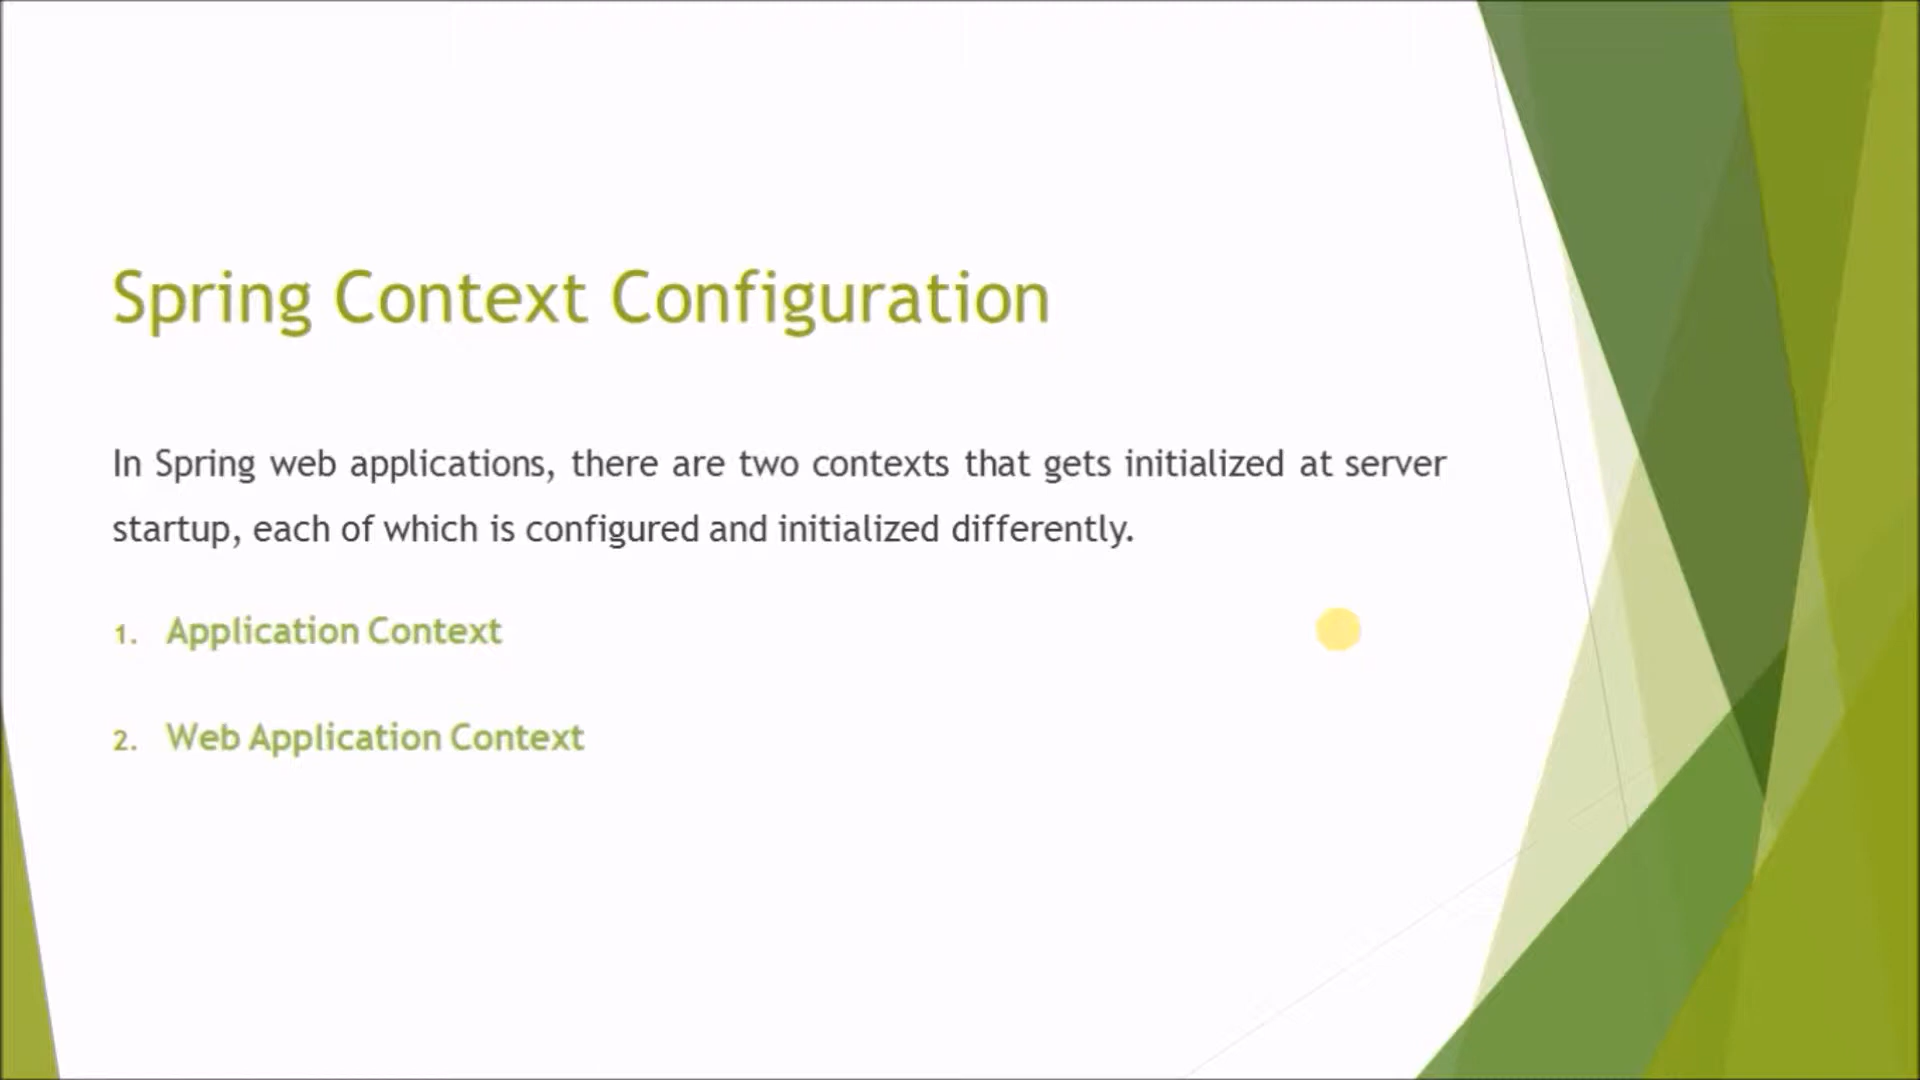 Spring Context Configuration
In Spring web applications, there are two contexts that gets initialized at server
startup, each of which is configured and initialized differently.
1. Application Context
2. Web Application Context